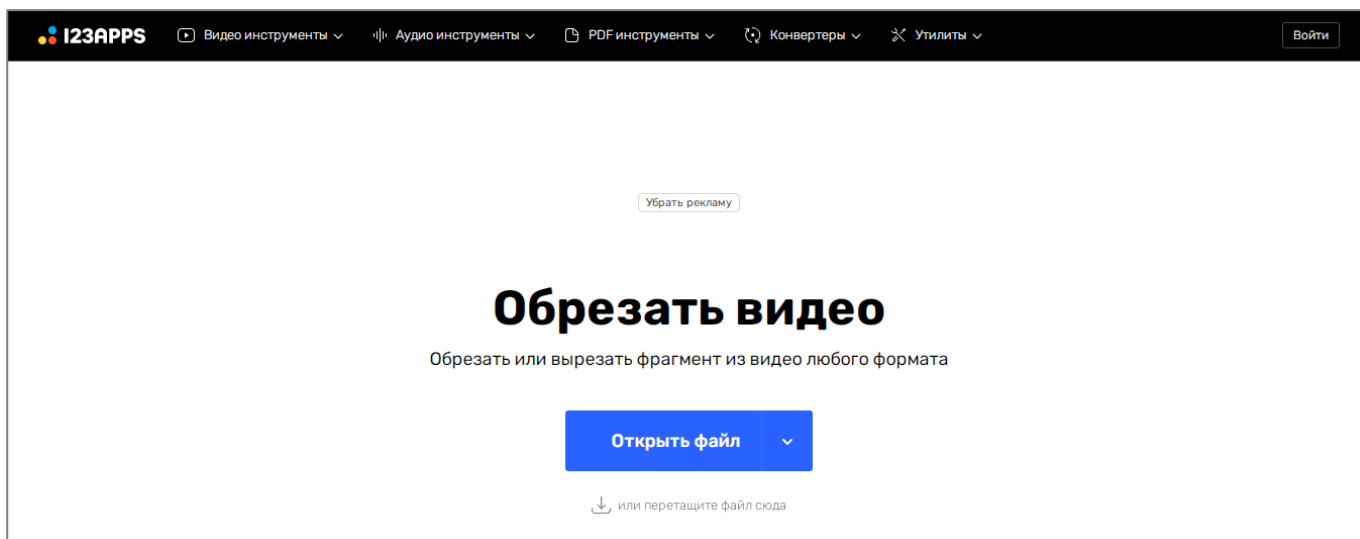 123APPS Видео инструменты Аудио инструменты PDF инструменты Конвертеры Утилиты Войти
Убрать рекламу
Обрезать видео
Обрезать или вырезать фрагмент из видео любого формата
Открыть файл
или перетащите файл сюда